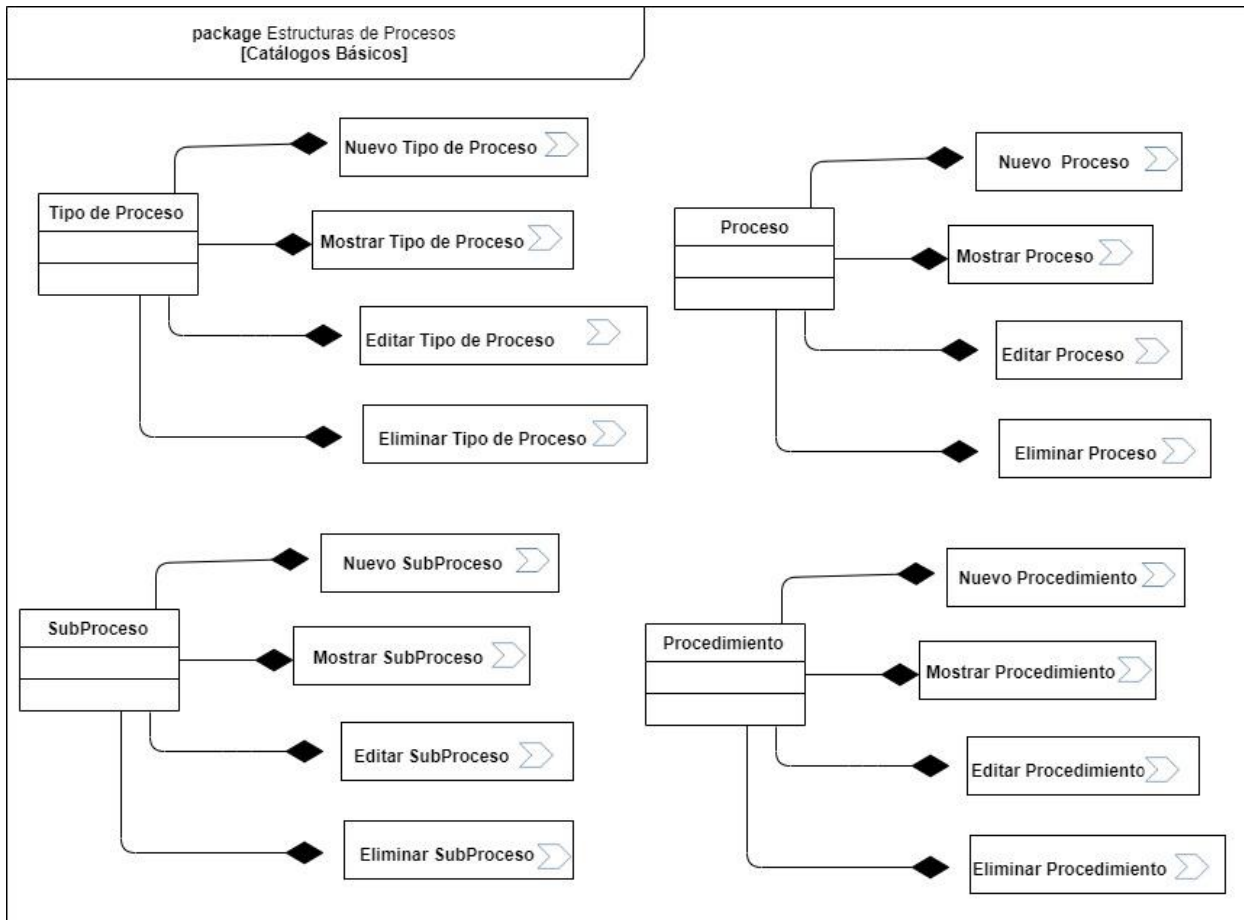 package Estructuras de Procesos
[Catálogos Básicos]
Tipo de Proceso
Nuevo Tipo de Proceso
Mostrar Tipo de Proceso
Editar Tipo de Proceso
Eliminar Tipo de Proceso
Proceso
Nuevo Proceso
Mostrar Proceso
Editar Proceso
Eliminar Proceso
SubProceso
Nuevo SubProceso
Mostrar SubProceso
Editar SubProceso
Eliminar SubProceso
Procedimiento
Nuevo Procedimiento
Mostrar Procedimiento
Editar Procedimiento
Eliminar Procedimiento